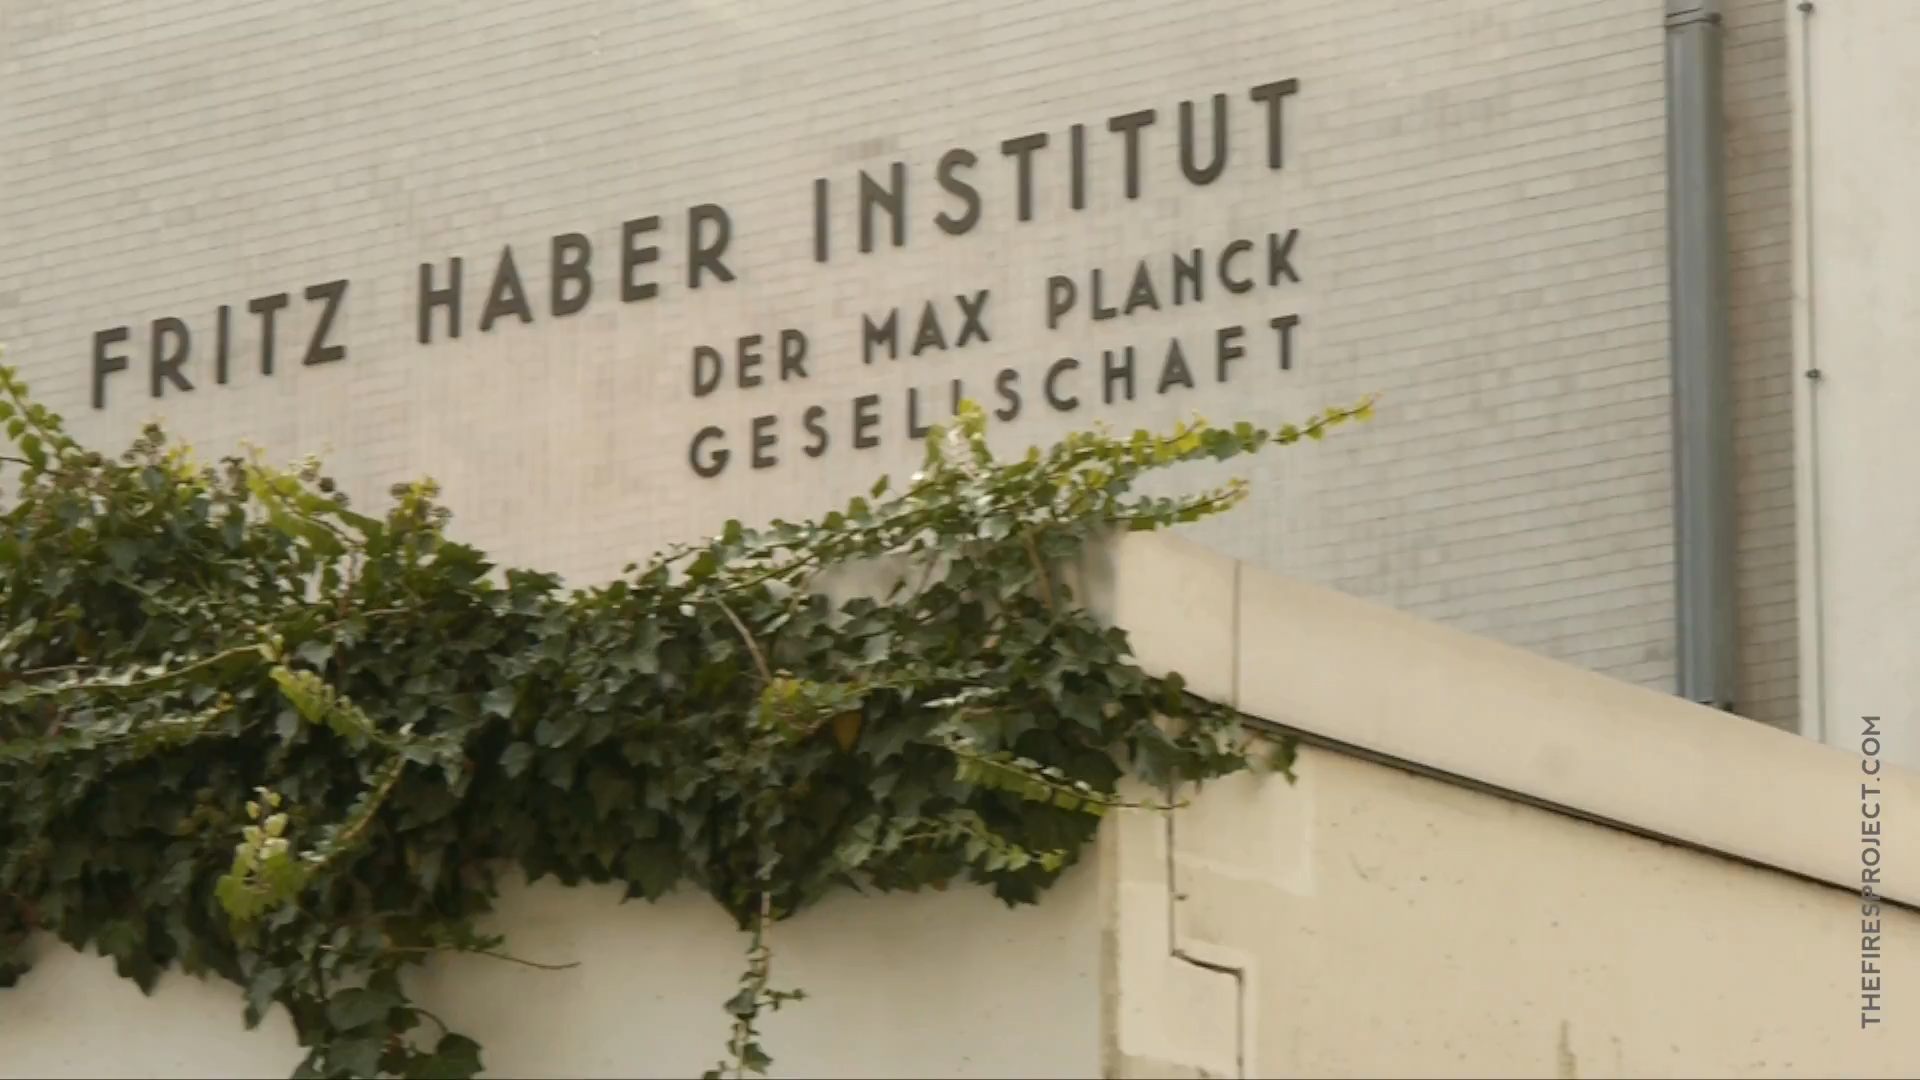 FRITZ HABER INSTITUT
DER MAX PLANCK
GESELLSCHAFT
THEFIRESPROJECT.COM